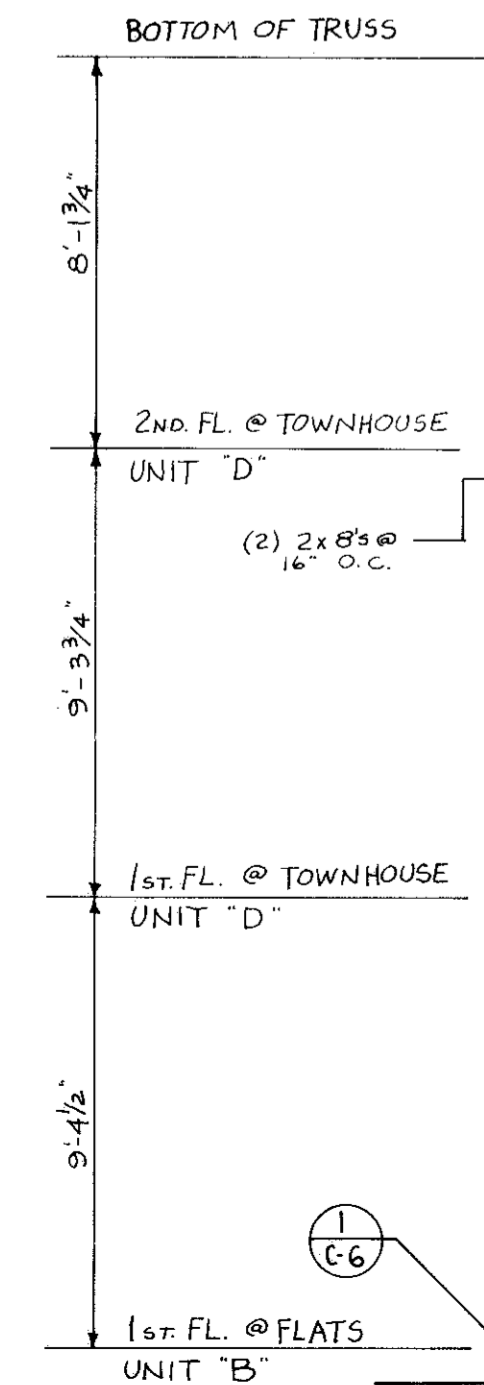 BOTTOM OF TRUSS
8'-1 3/4"
2ND. FL. @ TOWNHOUSE
UNIT "D"
(2) 2x8's @
16" O.C.
9'-3 3/4"
1ST. FL. @ TOWNHOUSE
UNIT "D"
9'-4 1/2"
1
C-6
1ST. FL. @ FLATS
UNIT "B"